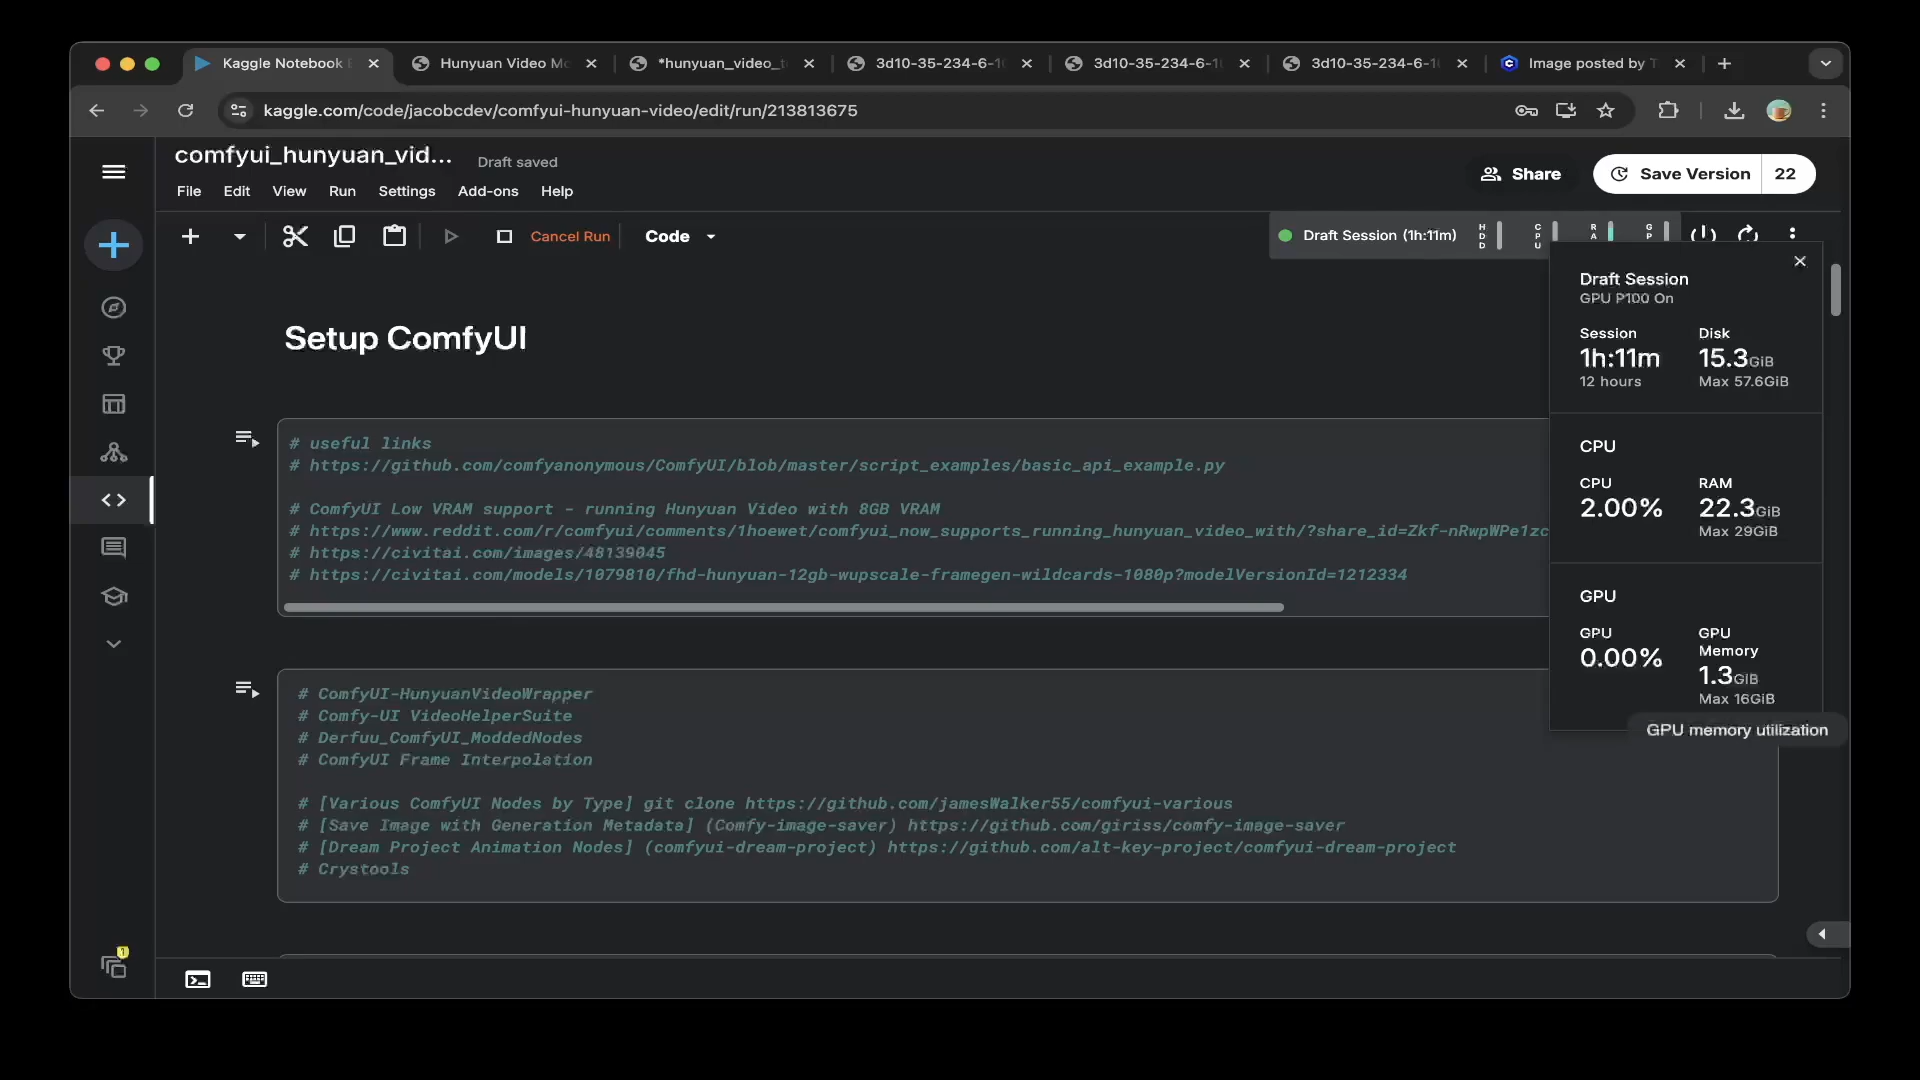 Kaggle Notebook E
Hunyuan Video Mo
*hunyuan_video_t
3d10-35-234-6-1
3d10-35-234-6-1
3d10-35-234-6-1
Image posted by T
kaggle.com/code/jacobcdev/comfyui-hunyuan-video/edit/run/213813675
comfyui_hunyuan_vid...
Draft saved
File Edit View Run Settings Add-ons Help
Share
Save Version 22
Cancel Run
Code
Draft Session (1h:11m)
HDD
CPU
RA
GP
Draft Session
GPU P100 On
Session Disk
1h:11m 15.3GiB
12 hours Max 57.6GiB
CPU
CPU RAM
2.00% 22.3GiB
Max 29GiB
GPU
GPU GPU Memory
0.00% 1.3GiB
Max 16GiB
GPU memory utilization
Setup ComfyUI
# useful links
# https://github.com/comfyanonymous/ComfyUI/blob/master/script_examples/basic_api_example.py
# ComfyUI Low VRAM support - running Hunyuan Video with 8GB VRAM
# https://www.reddit.com/r/comfyui/comments/1hoewet/comfyui_now_supports_running_hunyuan_video_with/?share_id=Zkf-nRwpWPe1zc
# https://civitai.com/images/48139045
# https://civitai.com/models/1079810/fhd-hunyuan-12gb-wupscale-framegen-wildcards-1080p?modelVersionId=1212334
# ComfyUI-HunyuanVideoWrapper
# Comfy-UI VideoHelperSuite
# Derfuu_ComfyUI_ModdedNodes
# ComfyUI Frame Interpolation
# [Various ComfyUI Nodes by Type] git clone https://github.com/jamesWalker55/comfyui-various
# [Save Image with Generation Metadata] (Comfy-image-saver) https://github.com/giriss/comfy-image-saver
# [Dream Project Animation Nodes] (comfyui-dream-project) https://github.com/alt-key-project/comfyui-dream-project
# Crystools
1